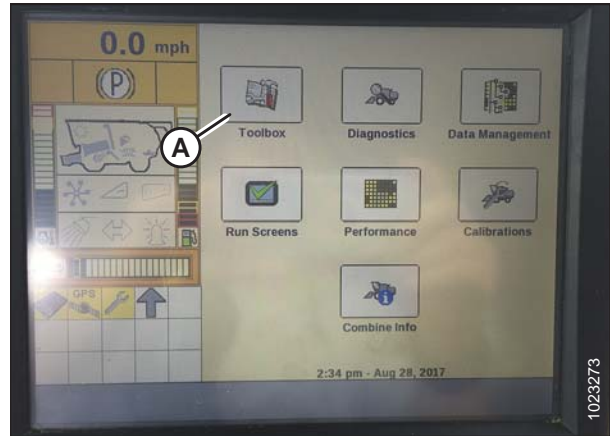 0.0 mph
(P)
A
Toolbox
Diagnostics
Data Management
Run Screens
Performance
Calibrations
GPS
Combine Info
2:34 pm - Aug 28, 2017
1023273